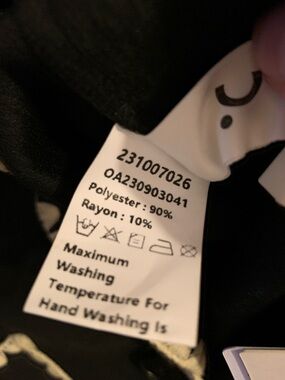 231007026
OA230903041
Polyester : 90%
Rayon : 10%
Maximum
Washing
Temperature For
Hand Washing Is